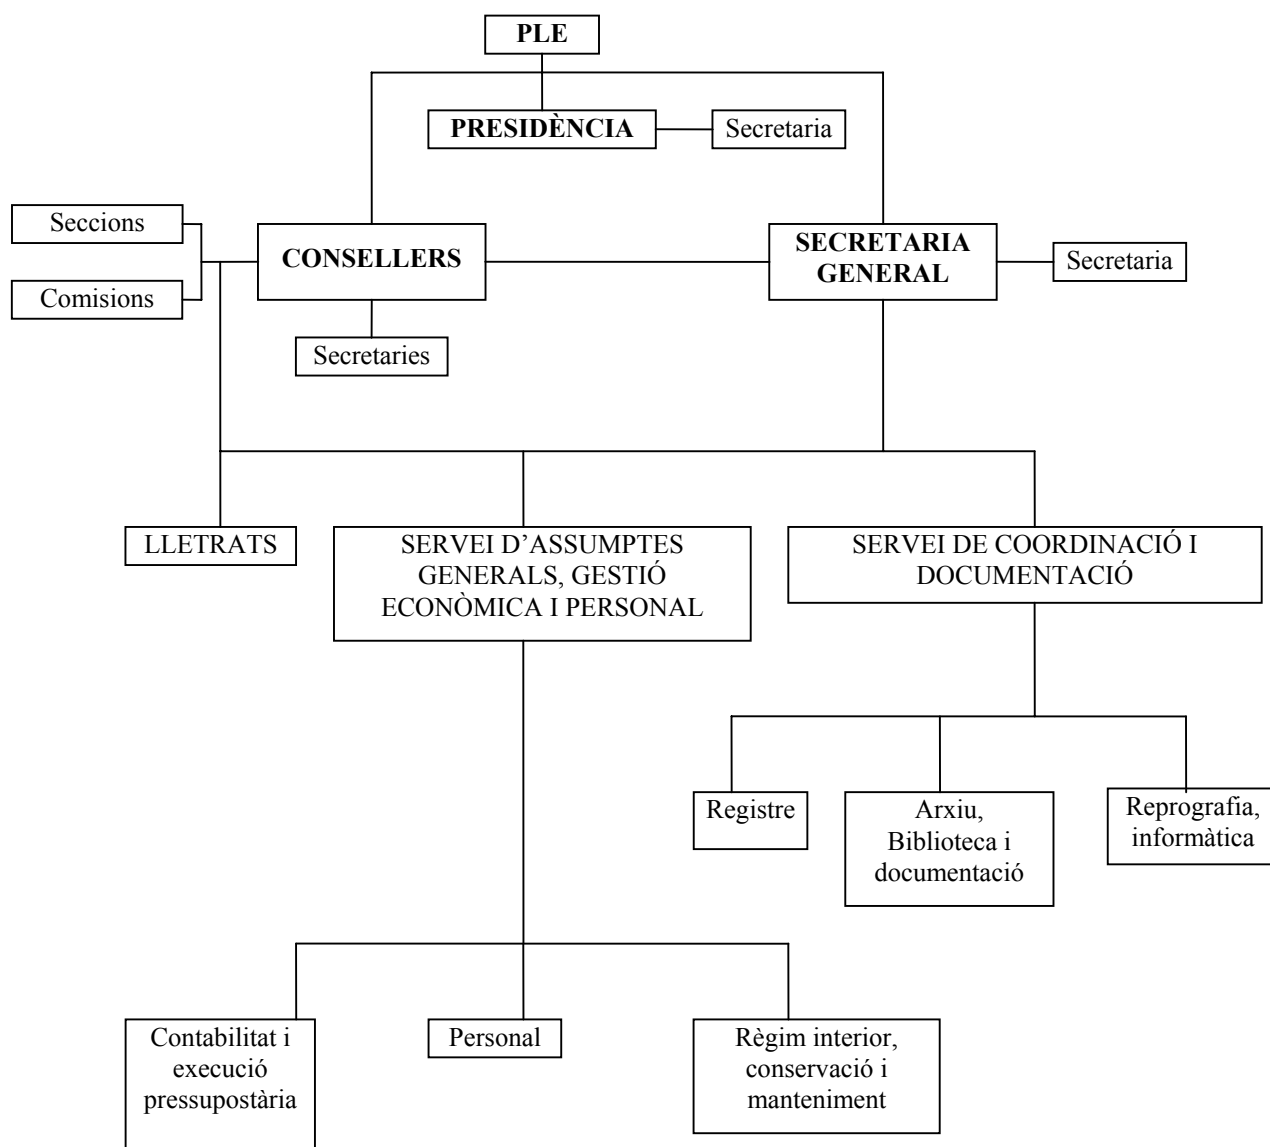 PLE
PRESIDÈNCIA
Secretaria
Seccions
CONSELLERS
SECRETARIA
GENERAL
Secretaria
Comisions
Secretaries
LLETRATS
SERVEI D’ASSUMPTES
GENERALS, GESTIÓ
ECONÒMICA I PERSONAL
SERVEI DE COORDINACIÓ I
DOCUMENTACIÓ
Registre
Arxiu,
Biblioteca i
documentació
Reprografia,
informàtica
Contabilitat i
execució
pressupostària
Personal
Règim interior,
conservació i
manteniment